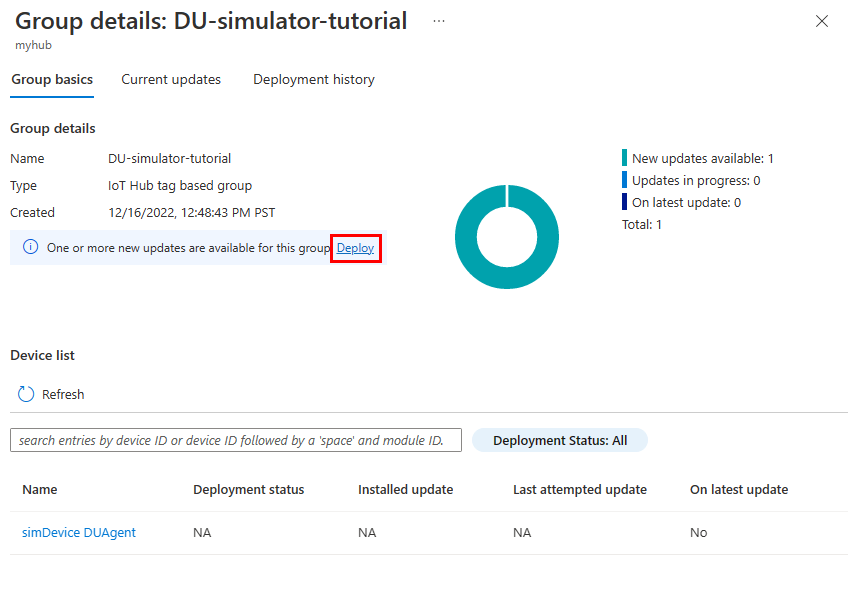 Group details: DU-simulator-tutorial ...
myhub
Group basics Current updates Deployment history
Group details
Name DU-simulator-tutorial
Type IoT Hub tag based group
Created 12/16/2022, 12:48:43 PM PST
One or more new updates are available for this group Deploy
New updates available: 1
Updates in progress: 0
On latest update: 0
Total: 1
Device list
Refresh
search entries by device ID or device ID followed by a 'space' and module ID. Deployment Status: All
Name Deployment status Installed update Last attempted update On latest update
simDevice DUAgent NA NA NA No